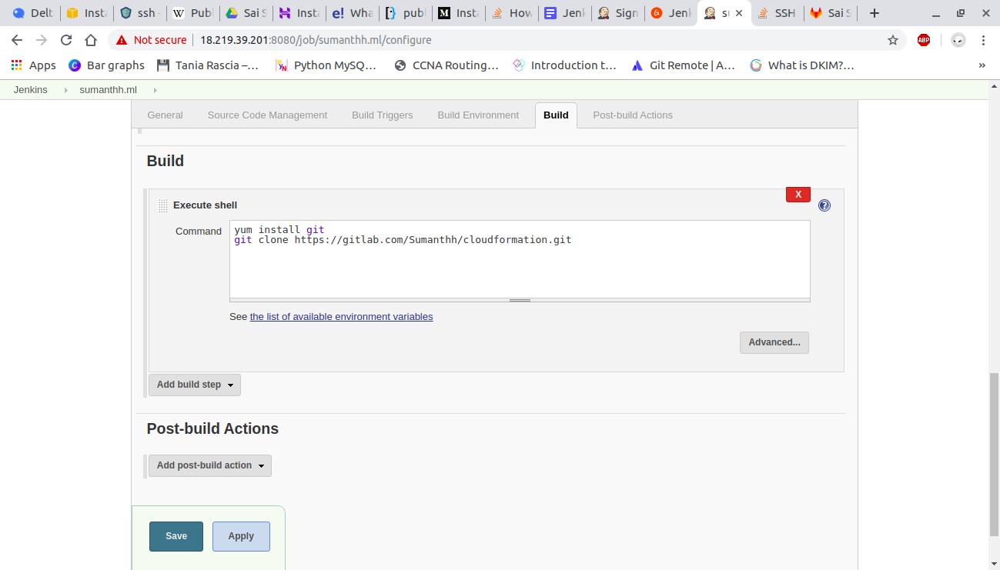 Delt
Insta
ssh
Publ
Sai S
Insta
Wha
publ
Insta
How
Jenk
Sign
Jenk
su
SSH
Sai S
Not secure
18.219.39.201:8080/job/sumanthh.ml/configure
ABP
Apps
Bar graphs
Tania Rascia –...
Python MySQ...
CCNA Routing...
Introduction t...
Git Remote | A...
What is DKIM?...
»
Jenkins
sumanthh.ml
General
Source Code Management
Build Triggers
Build Environment
Build
Post-build Actions
Build
X
Execute shell
?
Command
yum install git
git clone https://gitlab.com/Sumanthh/cloudformation.git
See the list of available environment variables
Advanced...
Add build step
Post-build Actions
Add post-build action
Save
Apply